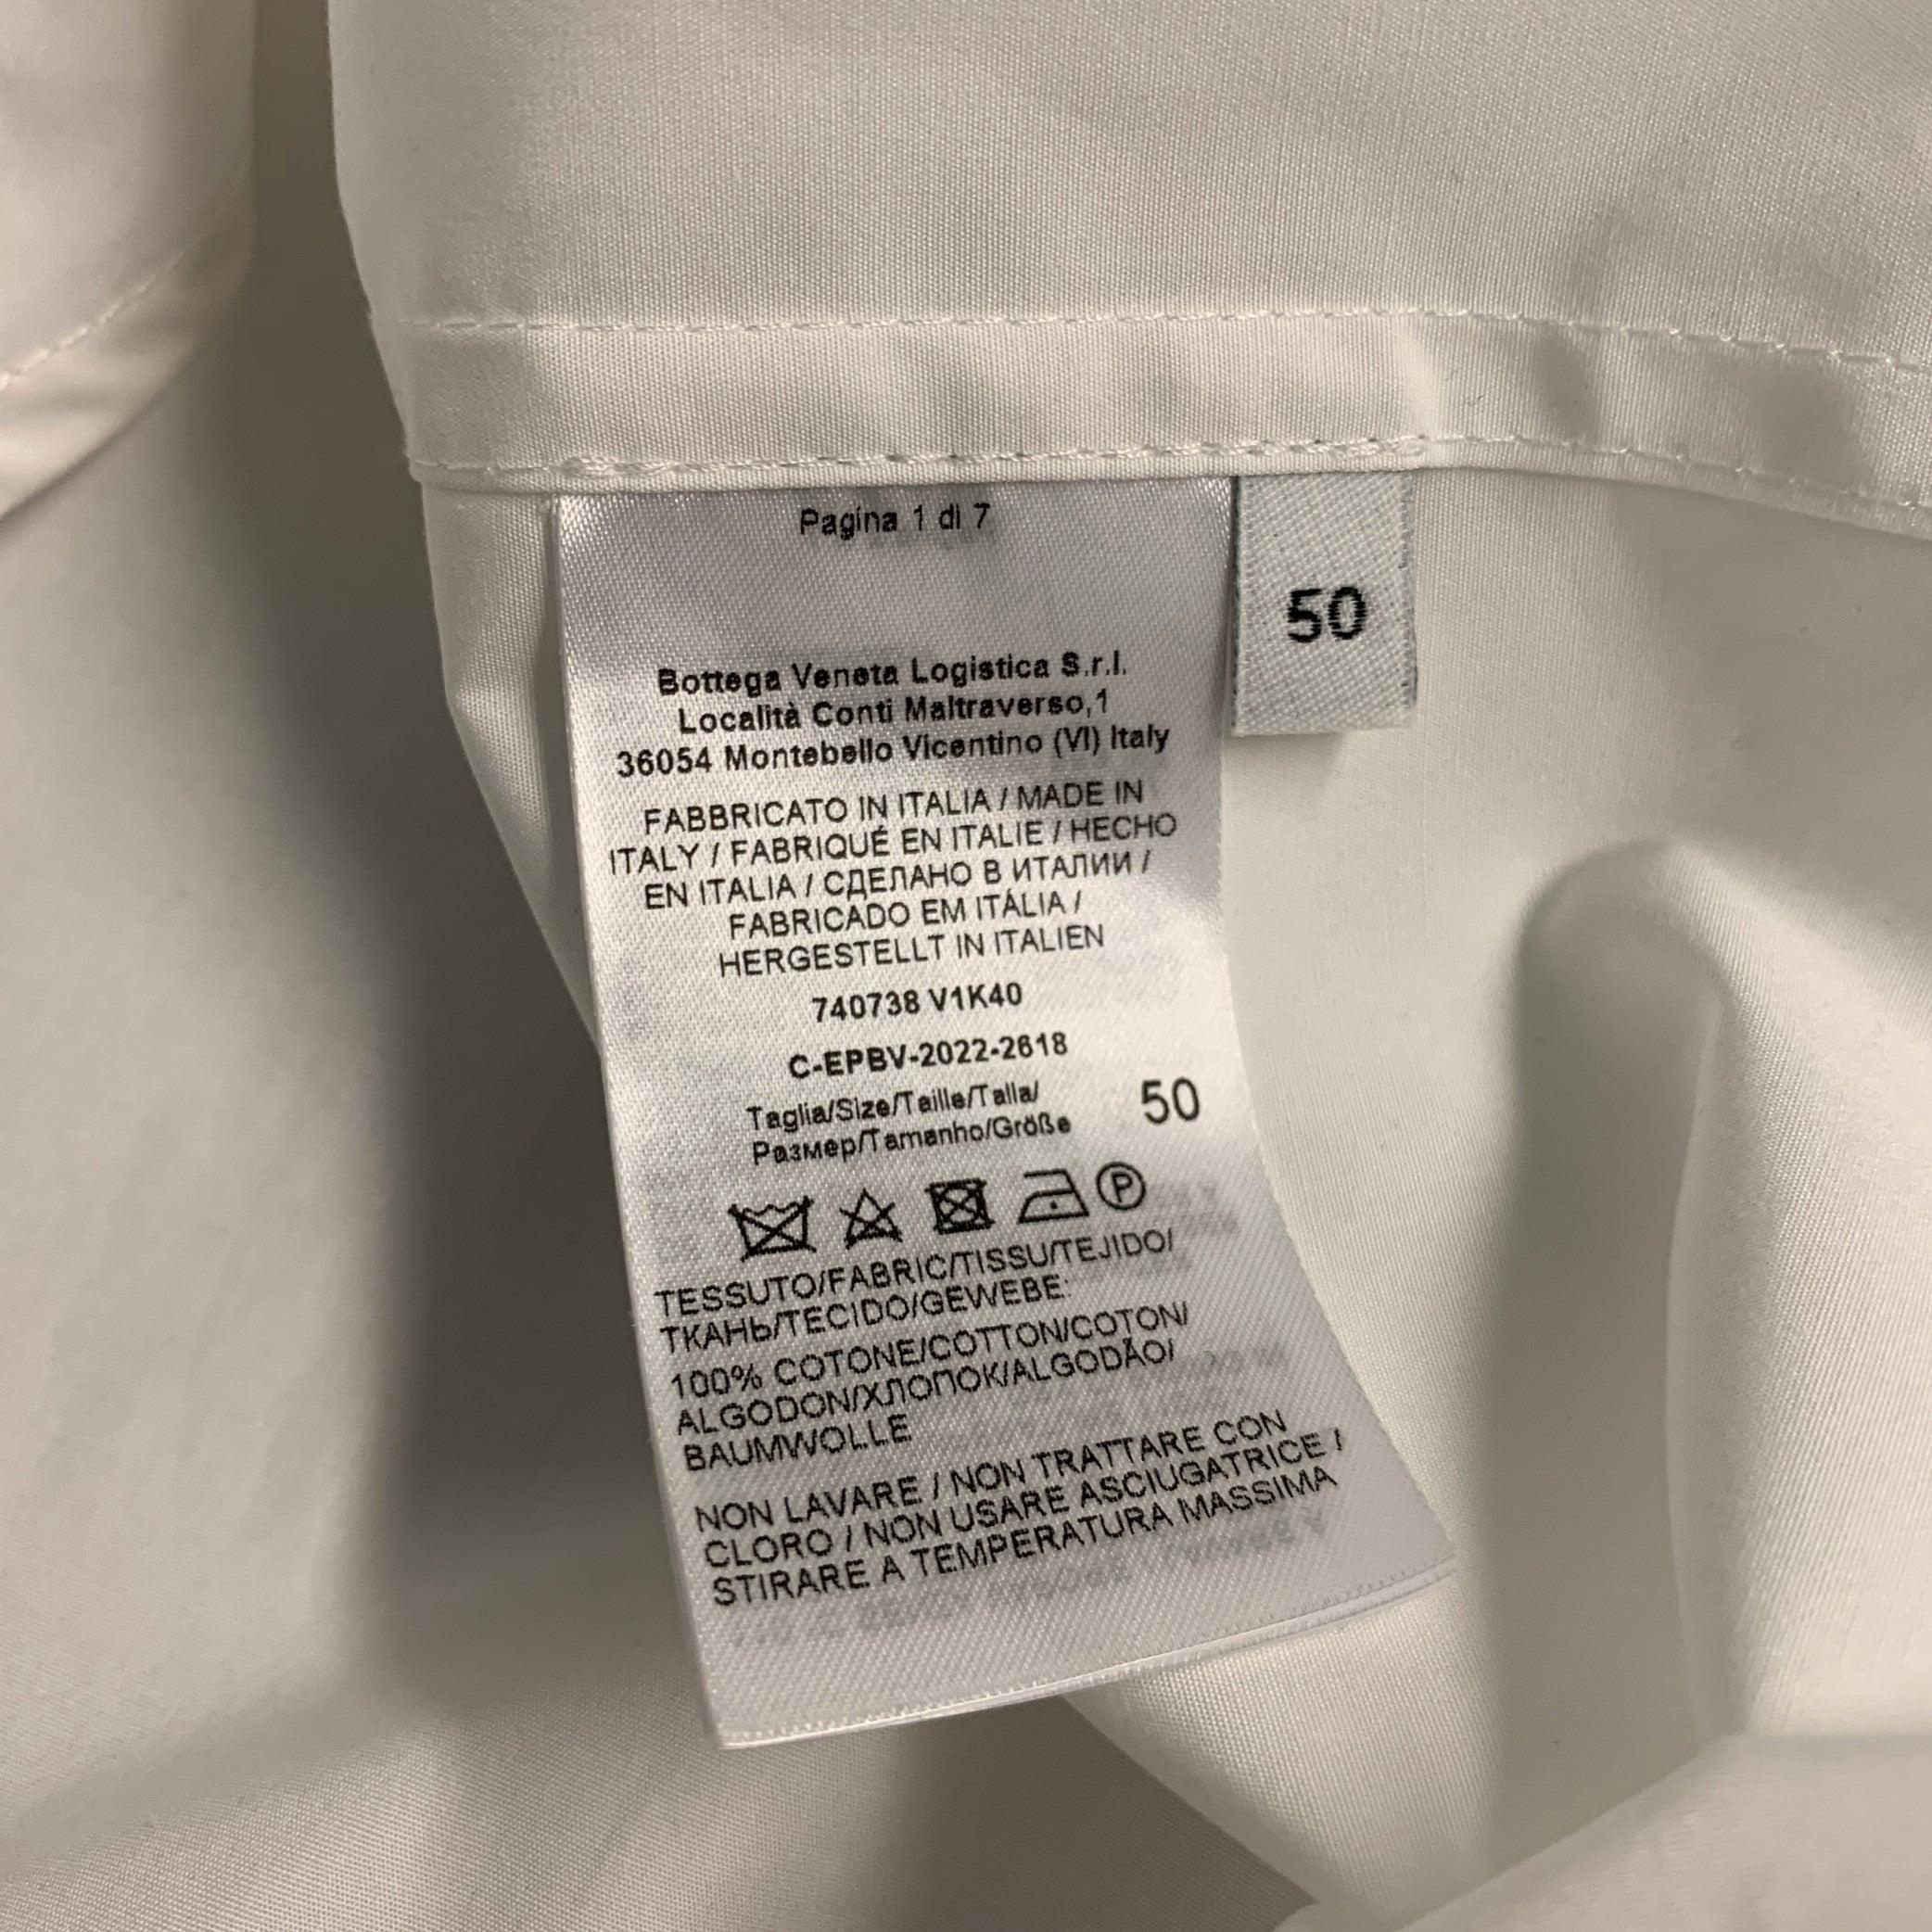 Pagina 1 di 7
50
Bottega Veneta Logistica S.r.l.
Località Conti Maltraverso,1
36054 Montebello Vicentino (VI) Italy
FABBRICATO IN ITALIA / MADE IN
ITALY / FABRIQUÉ EN ITALIE / HECHO
EN ITALIA / СДЕЛАНО В ИТАЛИИ /
FABRICADO EM ITÁLIA /
HERGESTELLT IN ITALIEN
740738 V1K40
C-EPBV-2022-2618
Taglia/Size/Taille/Talla/
Размер/Tamanho/Größe 50
P
TESSUTO/FABRIC/TISSU/TEJIDO/
ТКАНЬ/TECIDO/GEWEBE:
100% COTONE/COTTON/COTON/
ALGODON/ХЛОПОК/ALGODÃO/
BAUMWOLLE
NON LAVARE / NON TRATTARE CON
CLORO / NON USARE ASCIUGATRICE /
STIRARE A TEMPERATURA MASSIMA